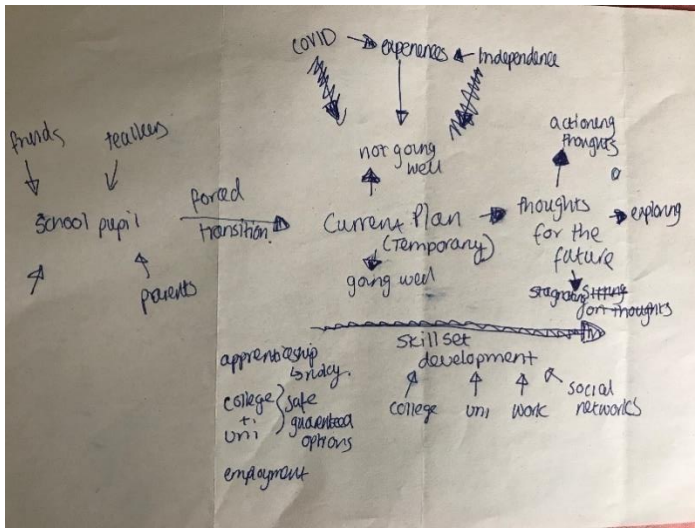 COVID experiences Independence
friends
teachers
actioning
thoughts
not going
well
School pupil
forced
transition
Current Plan
(Temporary)
thoughts
for the
future
exploring
parents
going well
stagnating
on thoughts
skill set
development
apprenticeship
↳ risky.
college
+
uni
safe
guaranteed
options
employment
college
uni
work
social
networks